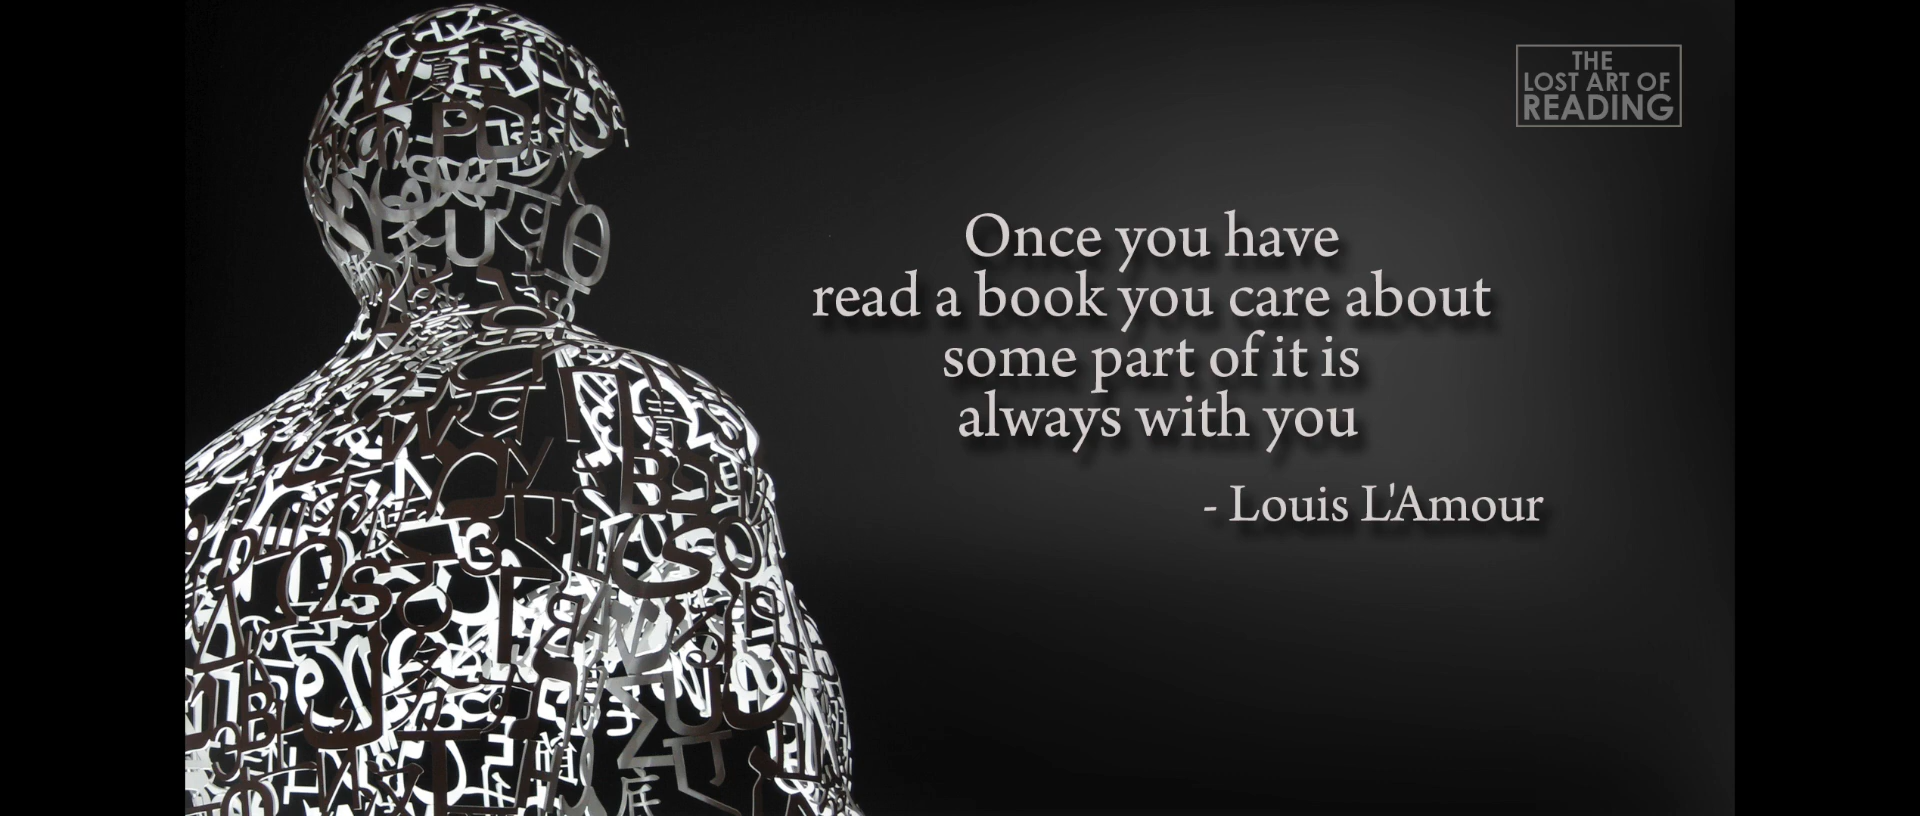 THE
LOST ART OF
READING
Once you have
read a book you care about
some part of it is
always with you
- Louis L'Amour